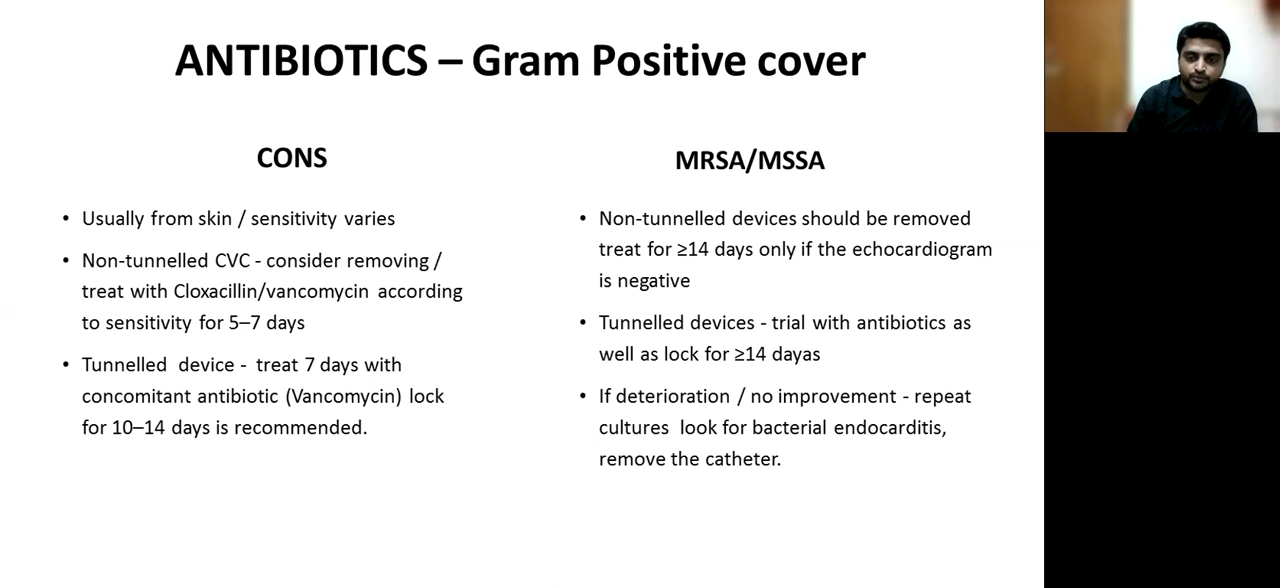 ANTIBIOTICS – Gram Positive cover
CONS
• Usually from skin / sensitivity varies
• Non-tunnelled CVC - consider removing /
treat with Cloxacillin/vancomycin according
to sensitivity for 5–7 days
• Tunnelled device - treat 7 days with
concomitant antibiotic (Vancomycin) lock
for 10–14 days is recommended.
MRSA/MSSA
• Non-tunnelled devices should be removed
treat for ≥14 days only if the echocardiogram
is negative
• Tunnelled devices - trial with antibiotics as
well as lock for ≥14 dayas
• If deterioration / no improvement - repeat
cultures look for bacterial endocarditis,
remove the catheter.